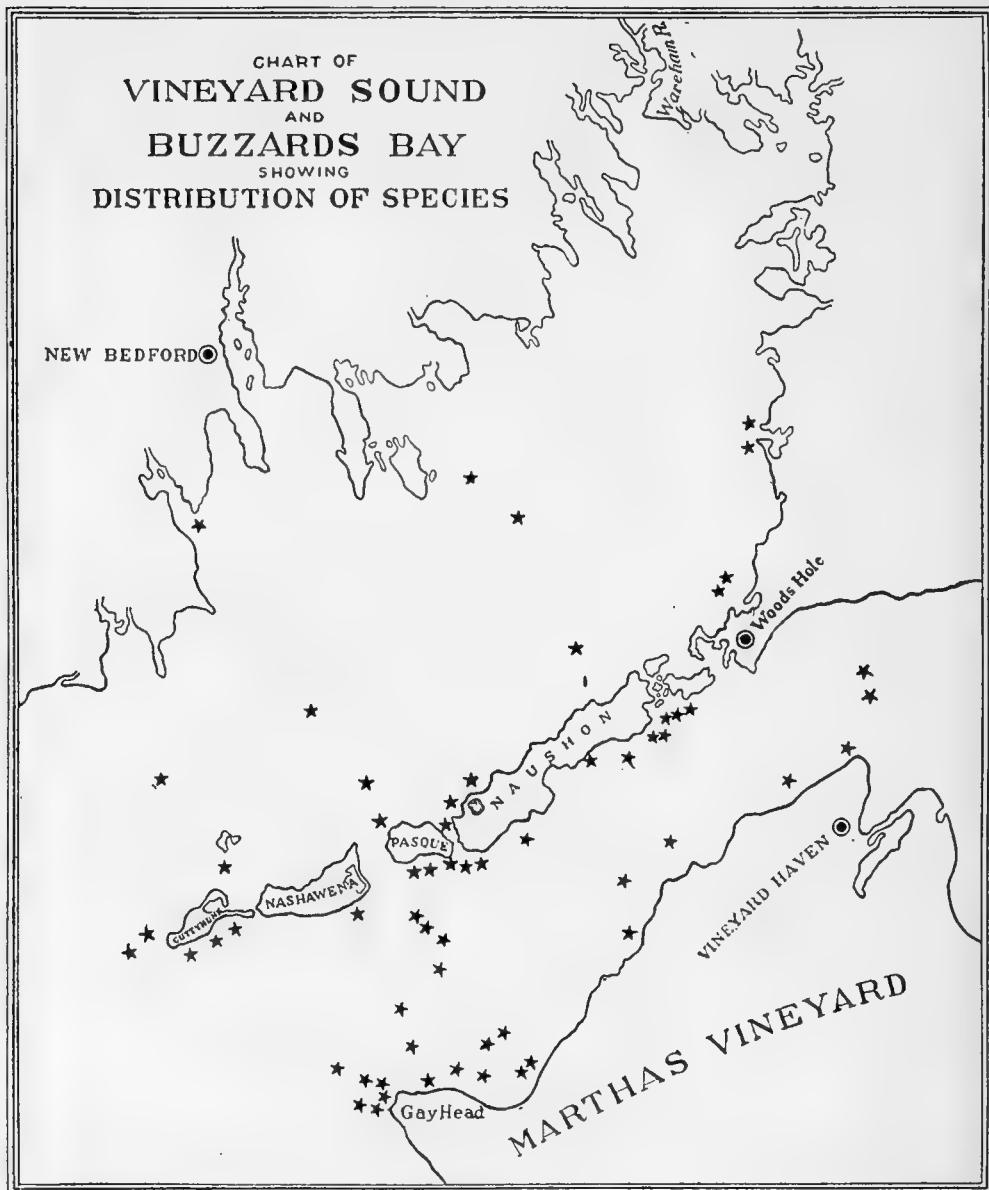 CHART OF
VINEYARD SOUND
AND
BUZZARDS BAY
SHOWING
DISTRIBUTION OF SPECIES
Wareham R.
NEW BEDFORD
Woods Hole
NAUSHON
PASQUE
NASHAWENA
CUTTYHUNK
VINEYARD HAVEN
MARTHAS VINEYARD
Gay Head